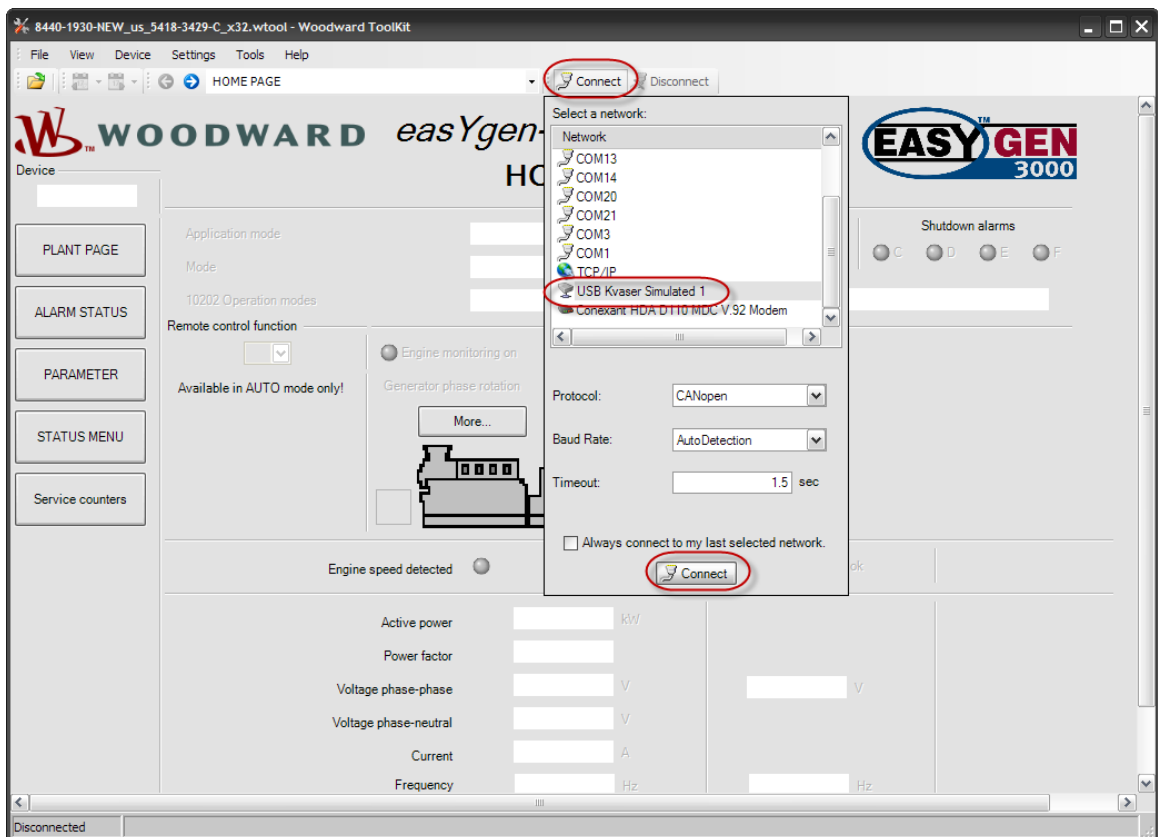 8440-1930-NEW_us_5418-3429-C_x32.wtool - Woodward ToolKit
File View Device Settings Tools Help
HOME PAGE Connect Disconnect
Select a network:
Network
COM13
COM14
COM20
COM21
COM3
COM1
TCP/IP
USB Kvaser Simulated 1
Conexant HDA D110 MDC V.92 Modem
Protocol: CANopen
Baud Rate: AutoDetection
Timeout: 1.5 sec
Always connect to my last selected network.
Connect
WOODWARD easYgen-
HO
EASYGEN™
3000
Device
PLANT PAGE
ALARM STATUS
PARAMETER
STATUS MENU
Service counters
Application mode
Mode
10202 Operation modes
Shutdown alarms
C D E F
Remote control function
Available in AUTO mode only!
Engine monitoring on
Generator phase rotation
More...
Engine speed detected
ok
Active power kW
Power factor
Voltage phase-phase V V
Voltage phase-neutral V
Current A
Frequency Hz Hz
Disconnected